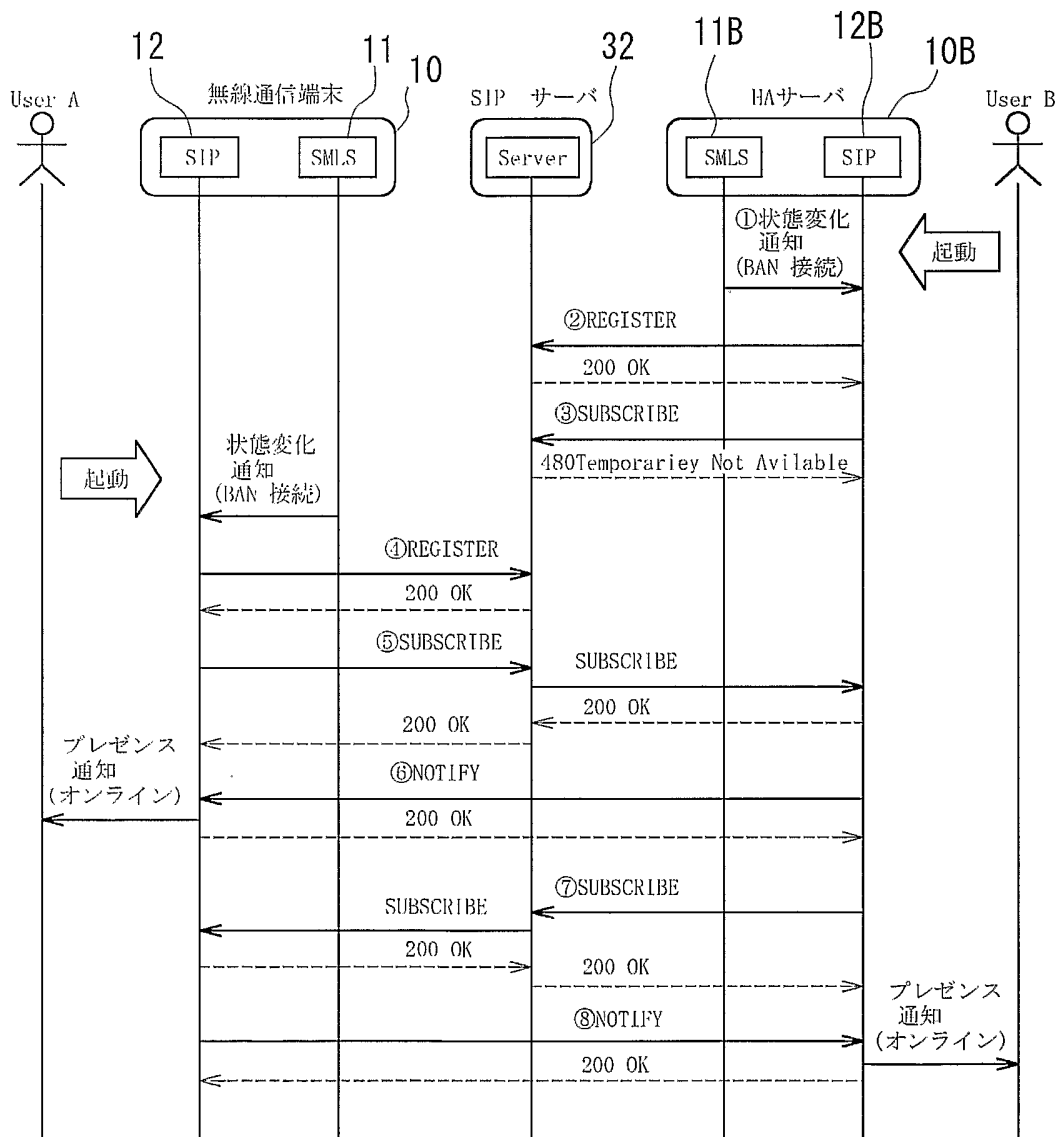 12
11
10
32
11B
12B
10B
User A
無線通信端末
SIP サーバ
HAサーバ
User B
SIP
SMLS
Server
SMLS
SIP
①状態変化
通知
(BAN 接続)
起動
②REGISTER
200 OK
③SUBSCRIBE
480Temporariey Not Avilable
起動
状態変化
通知
(BAN 接続)
④REGISTER
200 OK
⑤SUBSCRIBE
SUBSCRIBE
200 OK
200 OK
プレゼンス
通知
(オンライン)
⑥NOTIFY
200 OK
⑦SUBSCRIBE
SUBSCRIBE
200 OK
200 OK
プレゼンス
通知
(オンライン)
⑧NOTIFY
200 OK